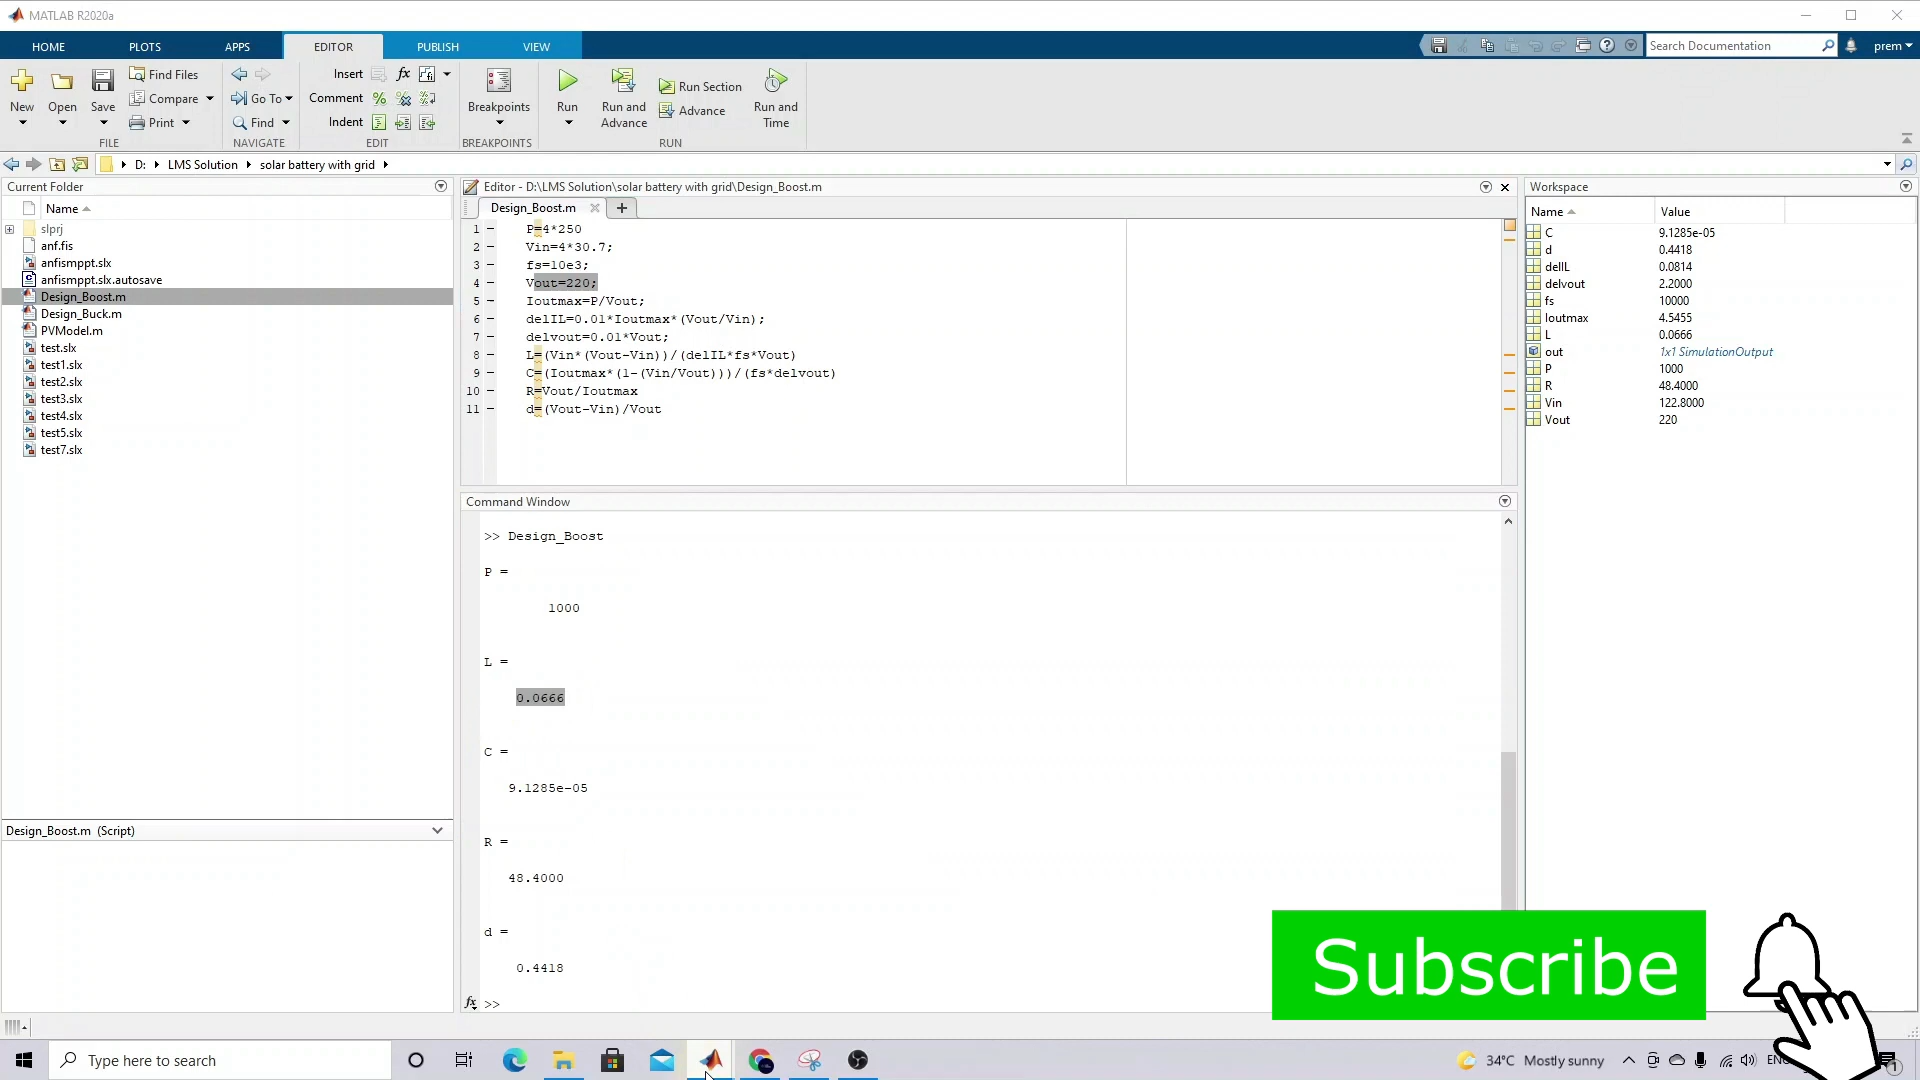 MATLAB R2020a
HOME PLOTS APPS EDITOR PUBLISH VIEW
Search Documentation
prem
New
Open
Save
Find Files
Compare
Print
FILE
Go To
Find
NAVIGATE
Insert
Comment
Indent
EDIT
Breakpoints
BREAKPOINTS
Run
Run and Advance
Run Section
Advance
Run and Time
RUN
D: LMS Solution solar battery with grid
Current Folder
Name
slprj
anf.fis
anfismppt.slx
anfismppt.slx.autosave
Design_Boost.m
Design_Buck.m
PVModel.m
test.slx
test1.slx
test2.slx
test3.slx
test4.slx
test5.slx
test7.slx
Design_Boost.m (Script)
Editor - D:\LMS Solution\solar battery with grid\Design_Boost.m
Design_Boost.m
1 - P=4*250
2 - Vin=4*30.7;
3 - fs=10e3;
4 - Vout=220;
5 - Ioutmax=P/Vout;
6 - delIL=0.01*Ioutmax*(Vout/Vin);
7 - delvout=0.01*Vout;
8 - L=(Vin*(Vout-Vin))/(delIL*fs*Vout)
9 - C=(Ioutmax*(1-(Vin/Vout)))/(fs*delvout)
10 - R=Vout/Ioutmax
11 - d=(Vout-Vin)/Vout
Command Window
>> Design_Boost
P =
1000
L =
0.0666
C =
9.1285e-05
R =
48.4000
d =
0.4418
fx >>
Workspace
Name Value
C 9.1285e-05
d 0.4418
delIL 0.0814
delvout 2.2000
fs 10000
Ioutmax 4.5455
L 0.0666
out 1x1 SimulationOutput
P 1000
R 48.4000
Vin 122.8000
Vout 220
Subscribe
Type here to search
34°C Mostly sunny
1